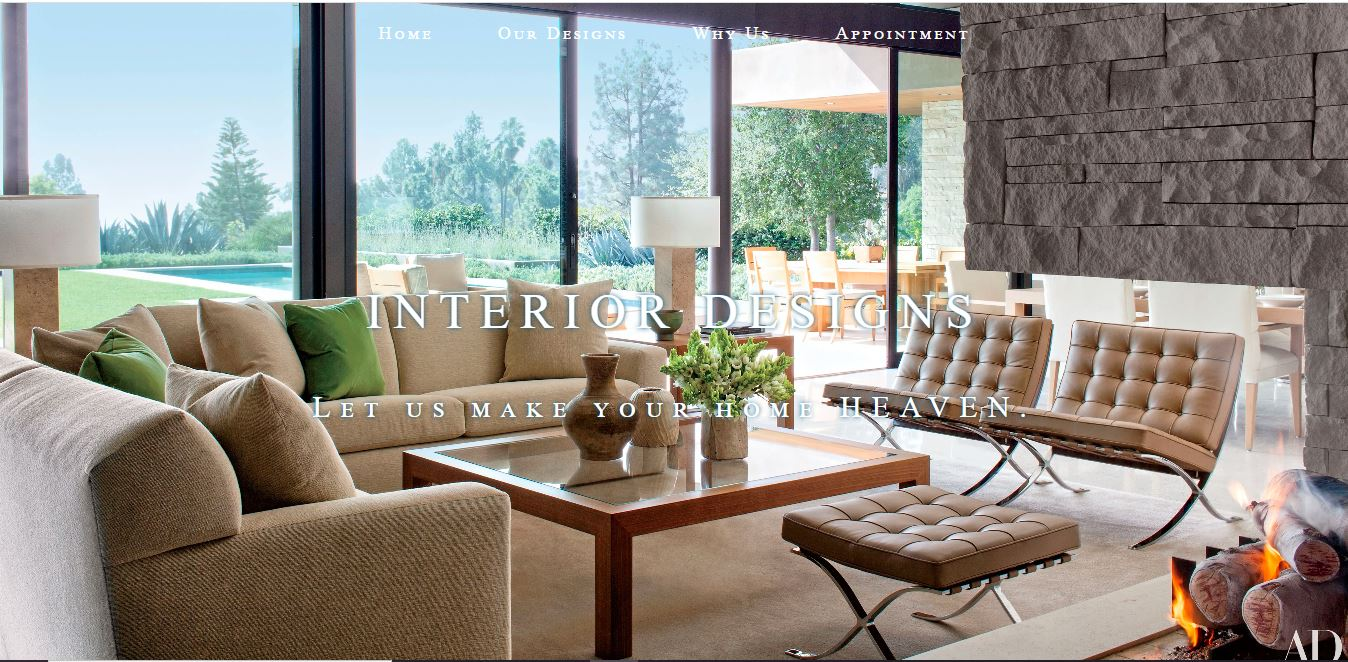 Home Our Designs Why Us Appointment
INTERIOR DESIGNS
Let us make your home HEAVEN.
AD